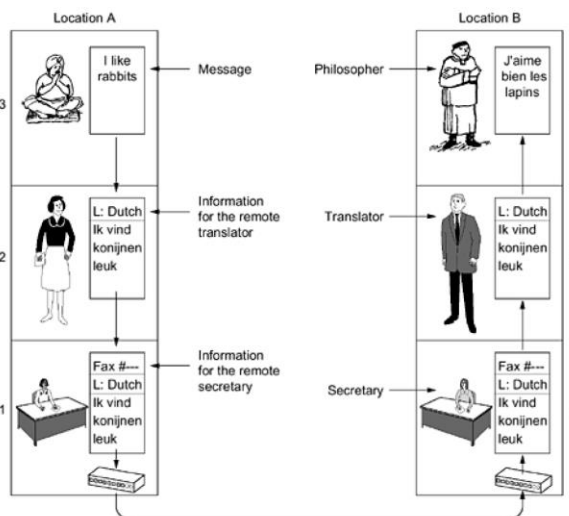 Location A
Location B
3
I like
rabbits
Message
Philosopher
J'aime
bien les
lapins
2
L: Dutch
Ik vind
konijnen
leuk
Information
for the remote
translator
Translator
L: Dutch
Ik vind
konijnen
leuk
1
Fax #---
L: Dutch
Ik vind
konijnen
leuk
Information
for the remote
secretary
Secretary
Fax #---
L: Dutch
Ik vind
konijnen
leuk